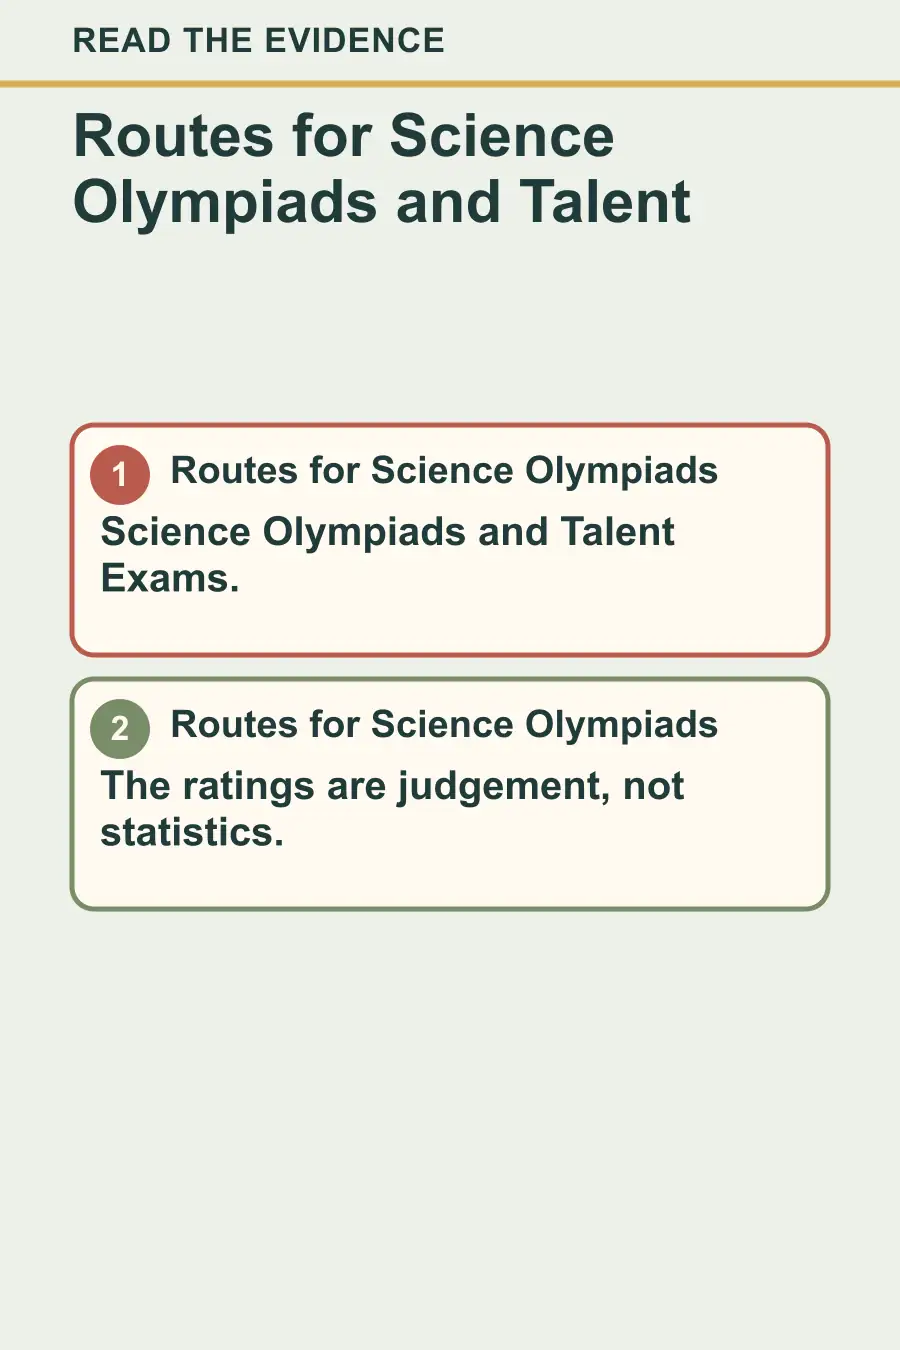 READ THE EVIDENCE
Routes for Science
Olympiads and Talent
1 Routes for Science Olympiads
Science Olympiads and Talent
Exams.
2 Routes for Science Olympiads
The ratings are judgement, not
statistics.